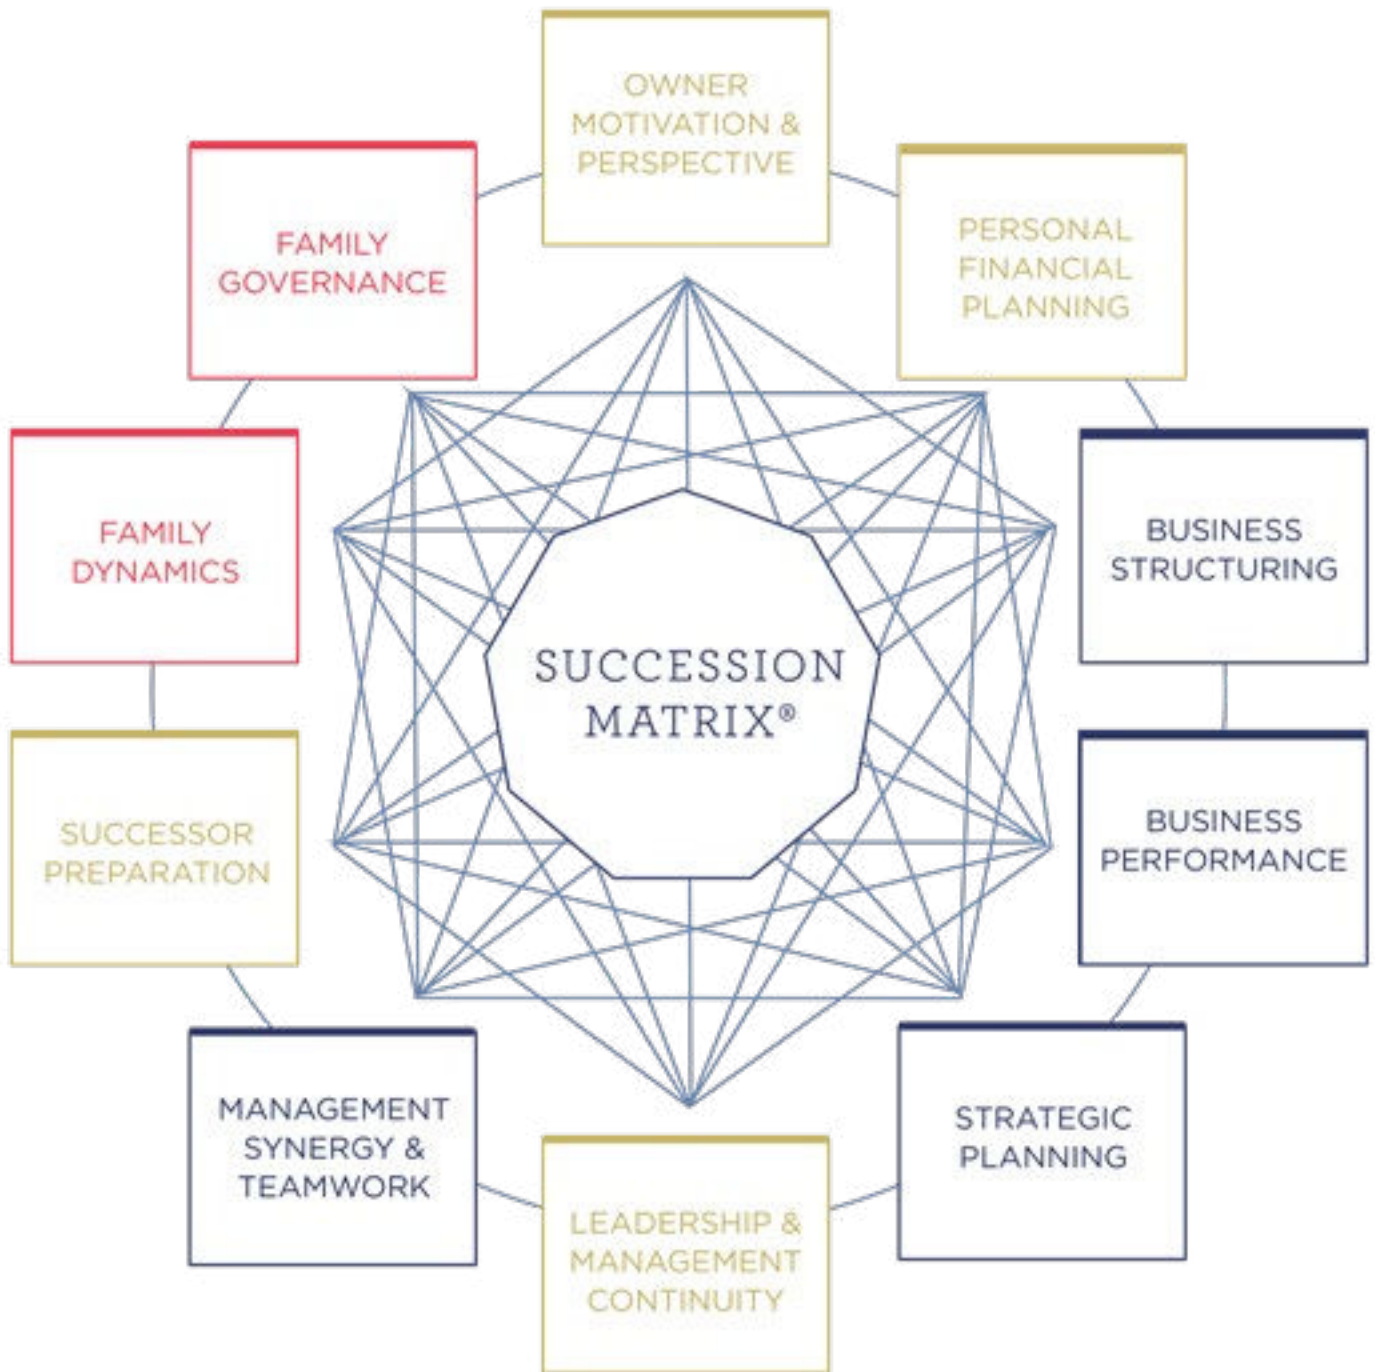 OWNER
MOTIVATION &
PERSPECTIVE
PERSONAL
FINANCIAL
PLANNING
BUSINESS
STRUCTURING
BUSINESS
PERFORMANCE
STRATEGIC
PLANNING
LEADERSHIP &
MANAGEMENT
CONTINUITY
MANAGEMENT
SYNERGY &
TEAMWORK
SUCCESSOR
PREPARATION
FAMILY
DYNAMICS
FAMILY
GOVERNANCE
SUCCESSION
MATRIX®